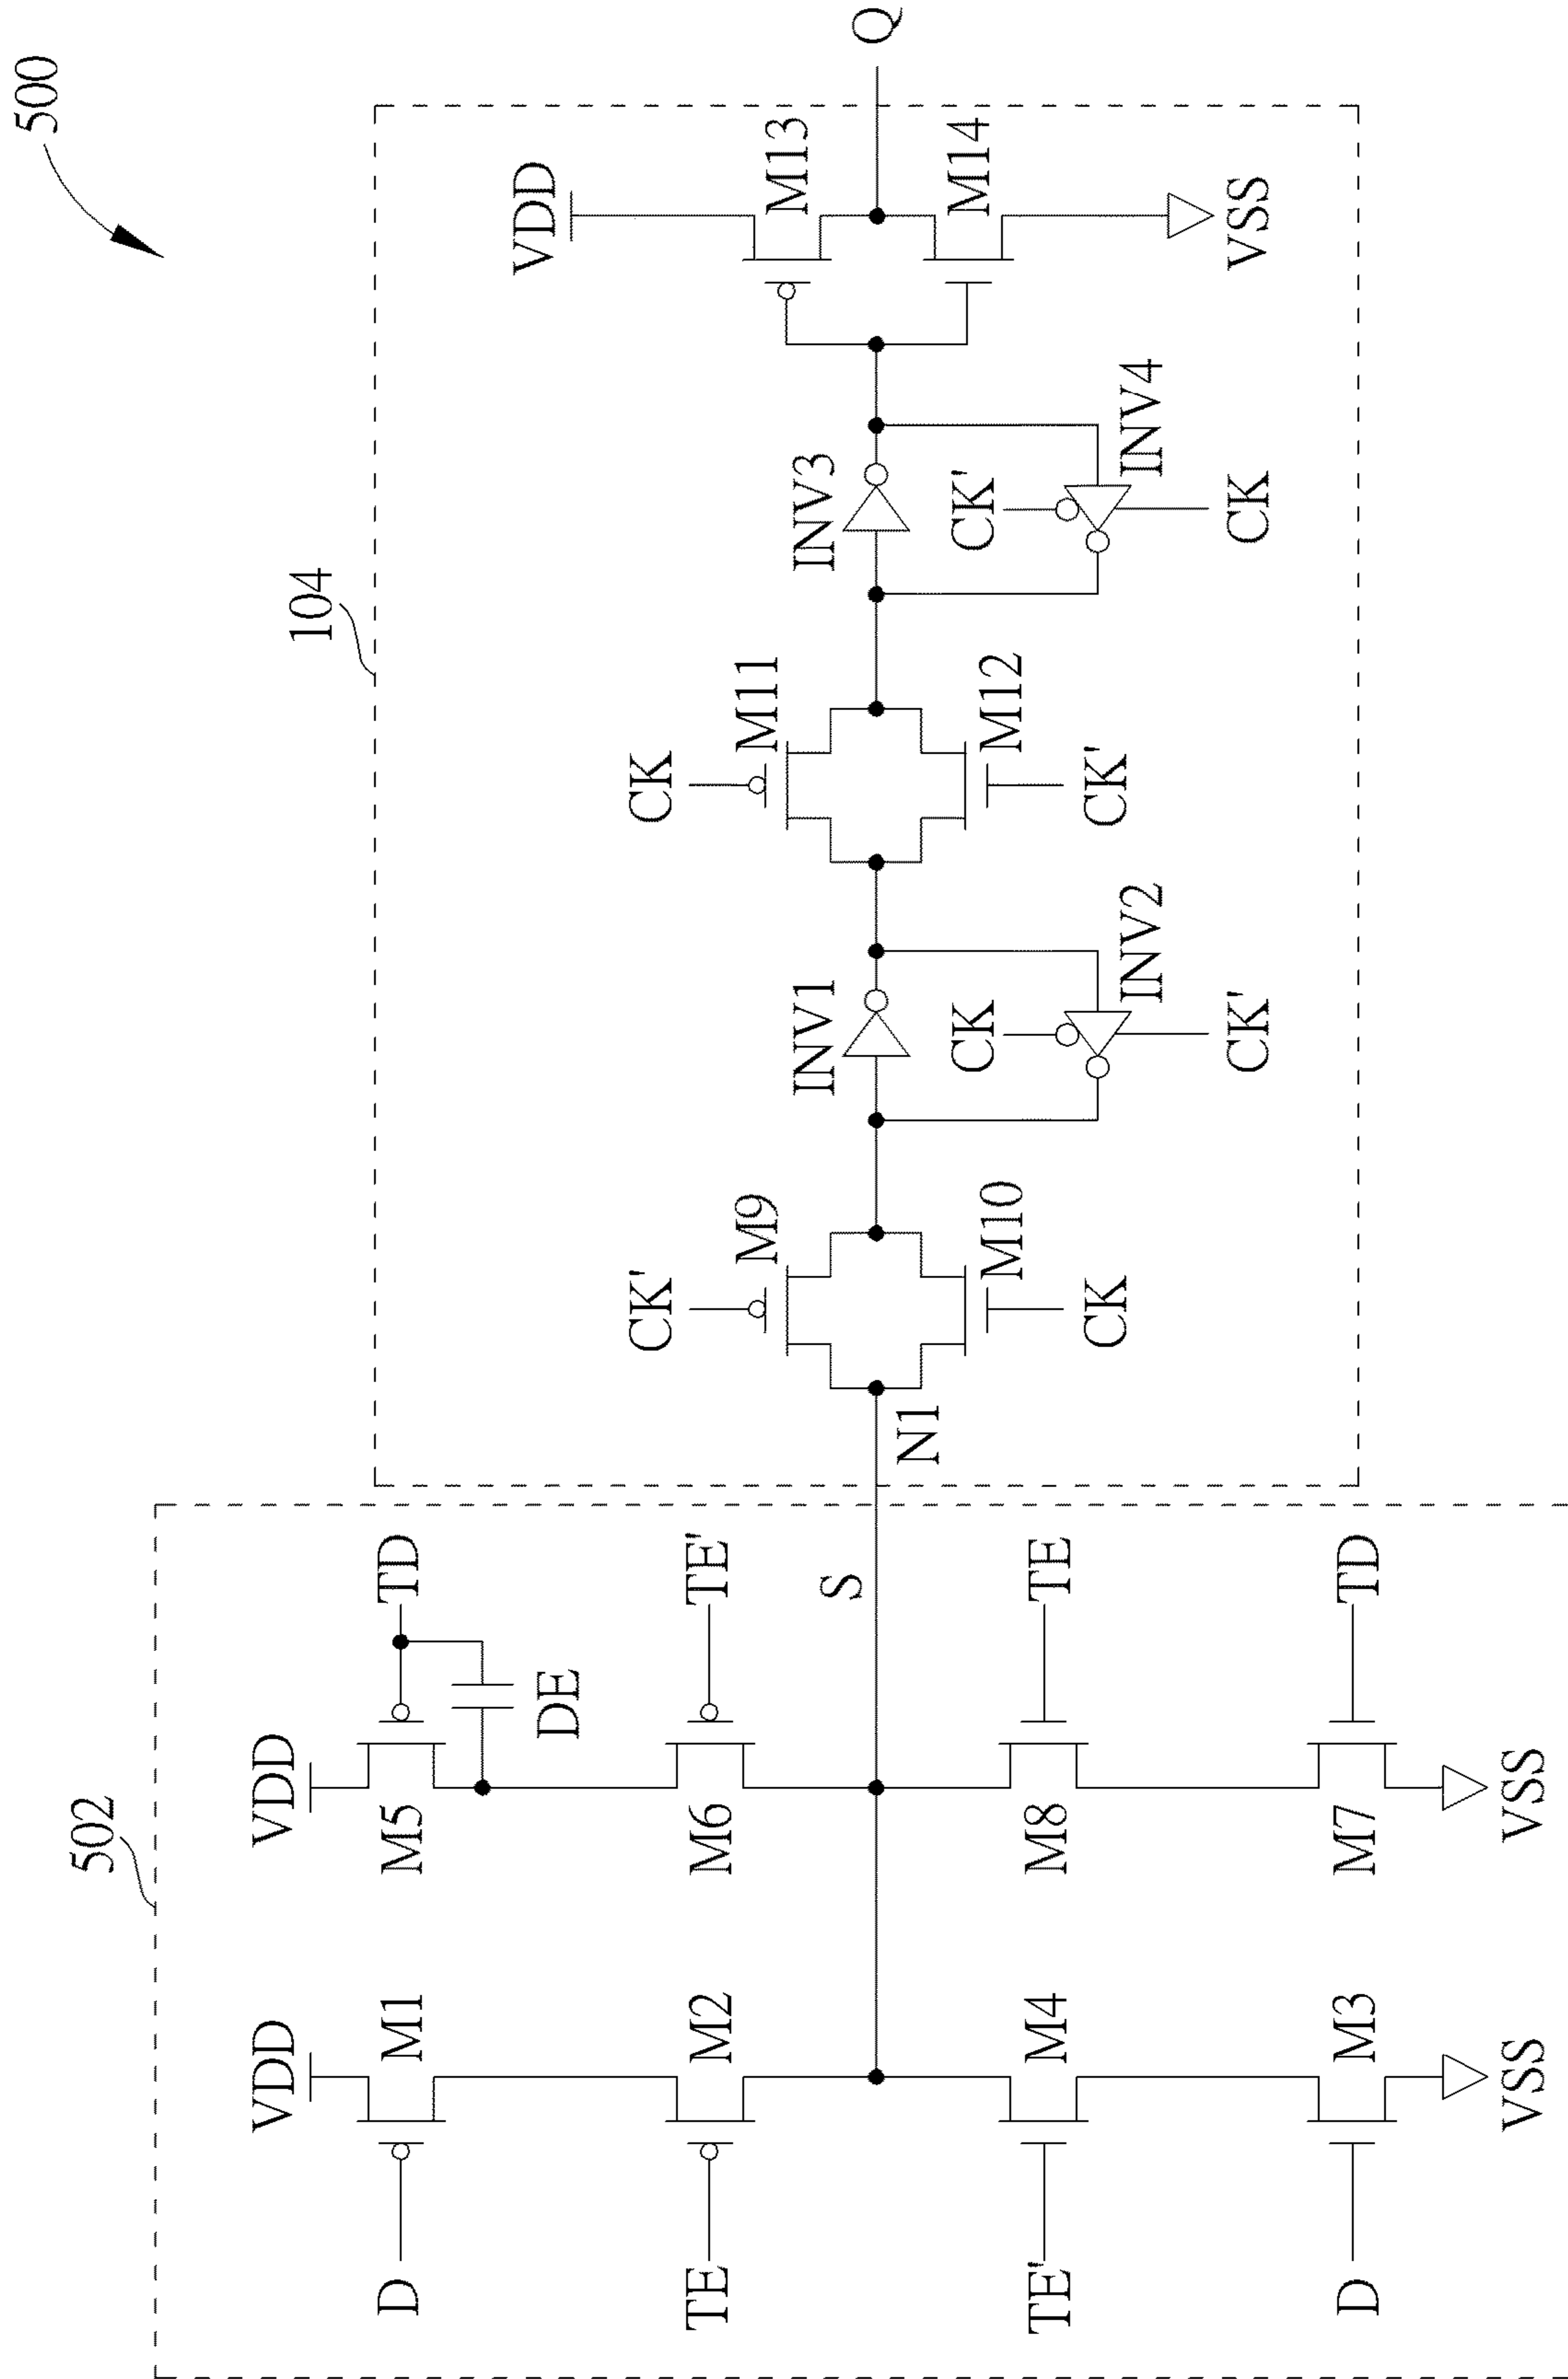 500
502
VDD
M1
D
M2
TE
M4
TE'
M3
D
VSS
VDD
M5
TD
DE
M6
TE'
S
M8
TE
M7
TD
VSS
104
N1
CK'
M9
M10
CK
INV1
CK
INV2
CK'
CK
M11
M12
CK'
INV3
CK'
INV4
CK
VDD
M13
M14
VSS
Q